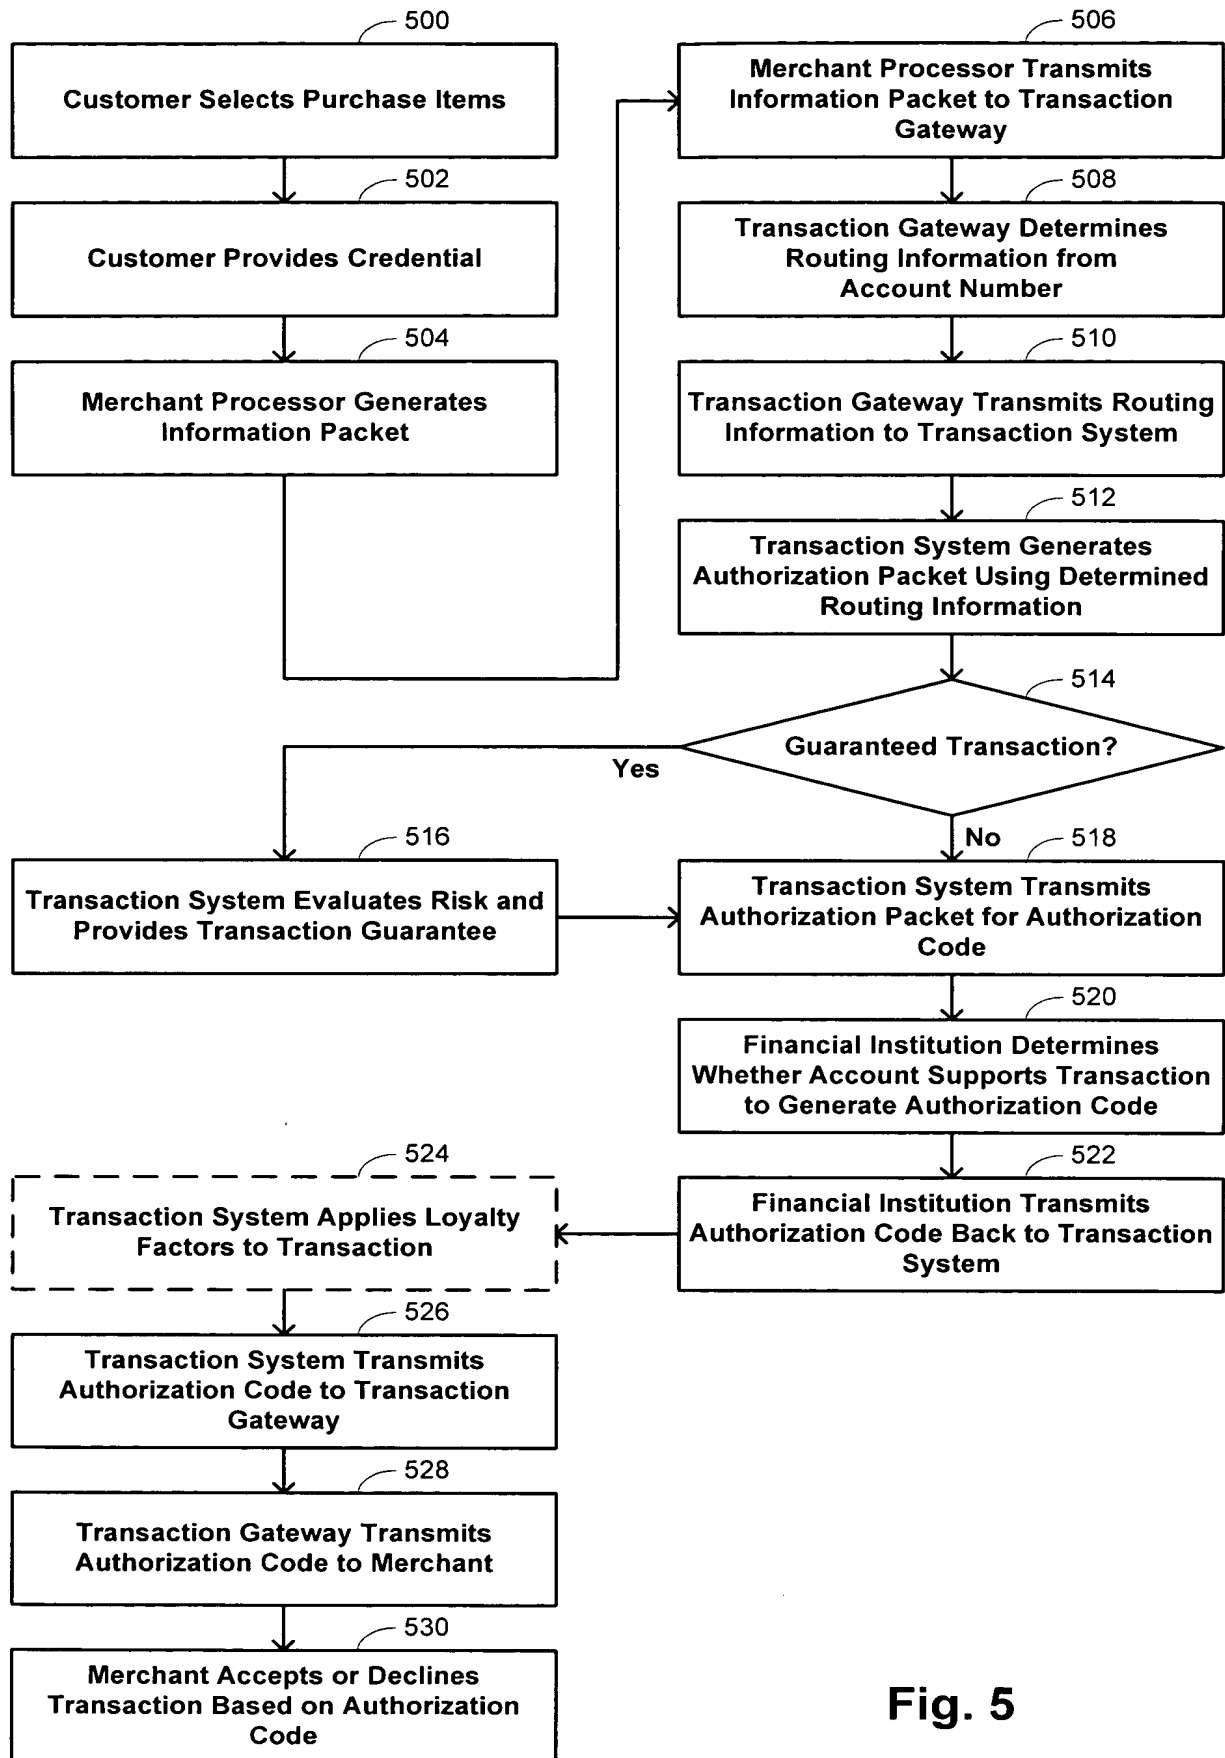 500
Customer Selects Purchase Items
502
Customer Provides Credential
504
Merchant Processor Generates
Information Packet
506
Merchant Processor Transmits
Information Packet to Transaction
Gateway
508
Transaction Gateway Determines
Routing Information from
Account Number
510
Transaction Gateway Transmits Routing
Information to Transaction System
512
Transaction System Generates
Authorization Packet Using Determined
Routing Information
514
Guaranteed Transaction?
Yes
No
516
Transaction System Evaluates Risk and
Provides Transaction Guarantee
518
Transaction System Transmits
Authorization Packet for Authorization
Code
520
Financial Institution Determines
Whether Account Supports Transaction
to Generate Authorization Code
522
Financial Institution Transmits
Authorization Code Back to Transaction
System
524
Transaction System Applies Loyalty
Factors to Transaction
526
Transaction System Transmits
Authorization Code to Transaction
Gateway
528
Transaction Gateway Transmits
Authorization Code to Merchant
530
Merchant Accepts or Declines
Transaction Based on Authorization
Code
Fig. 5